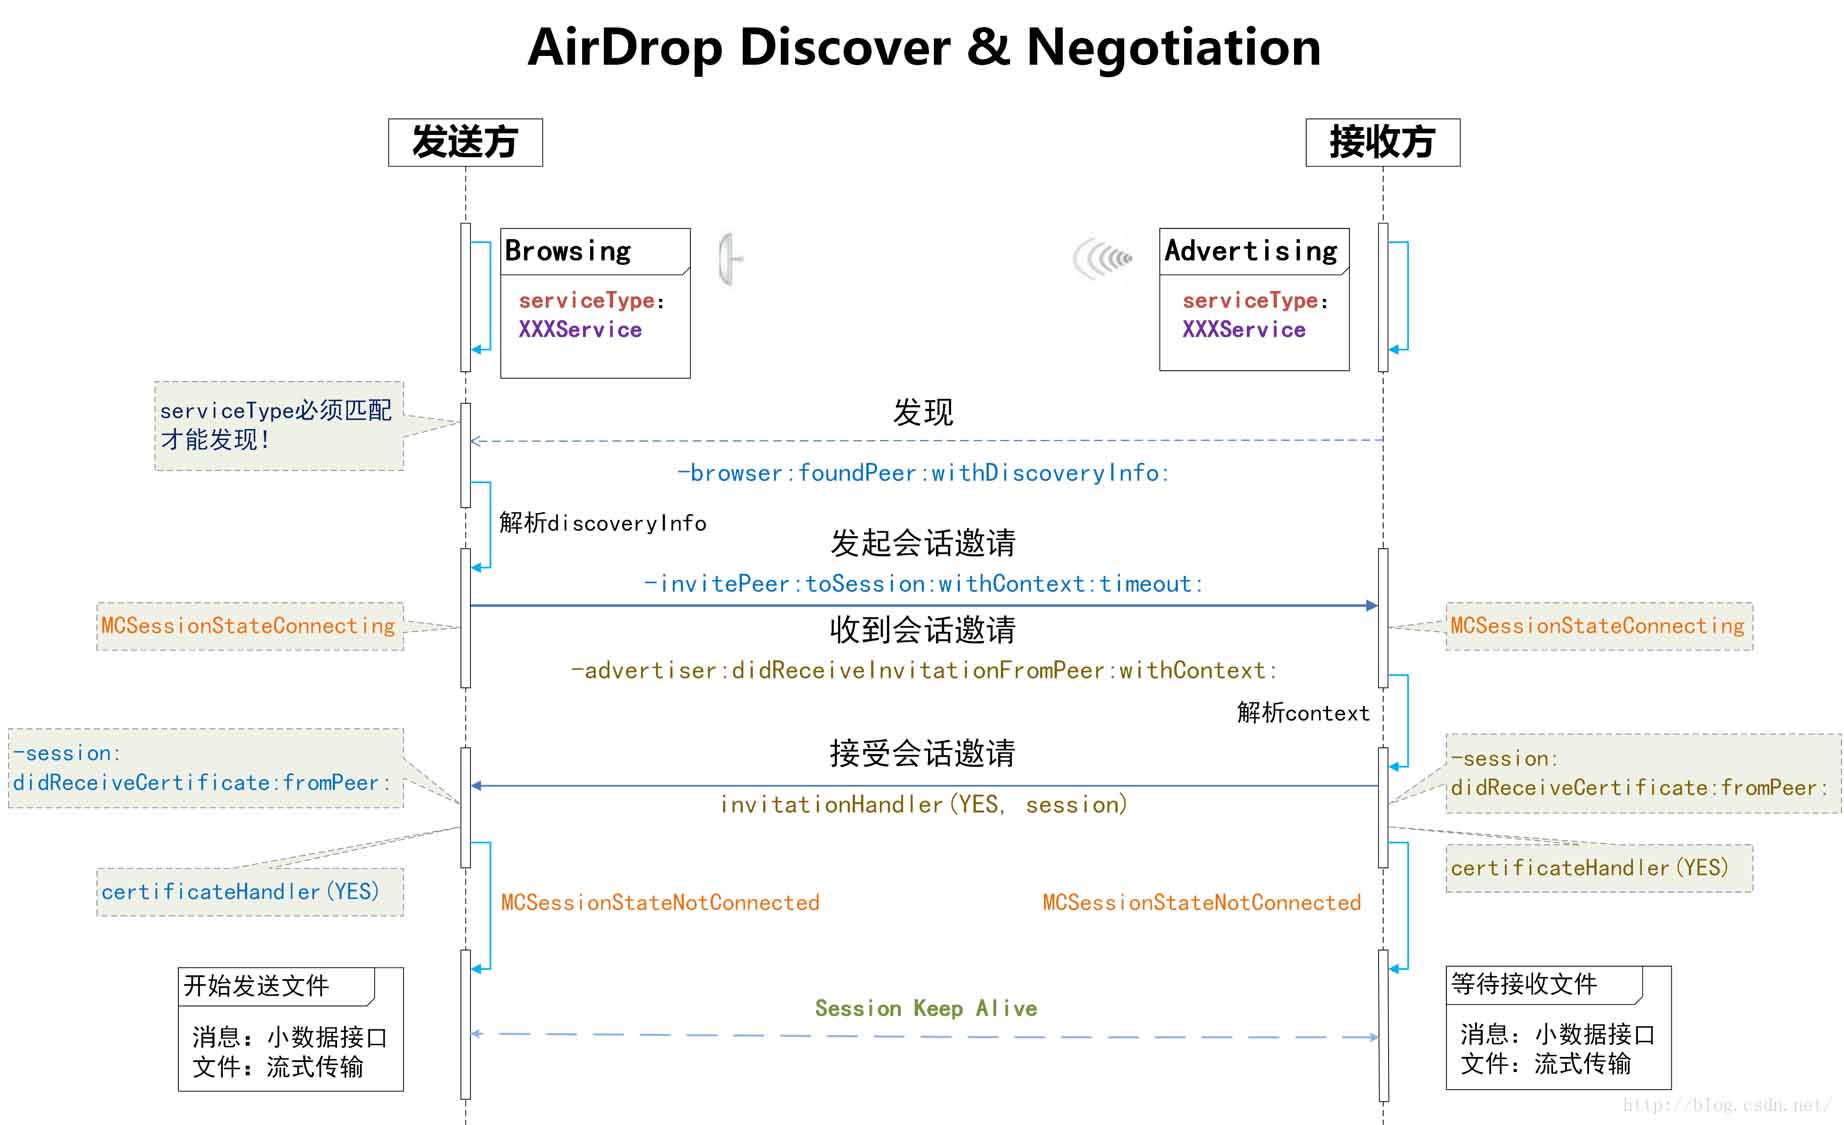 AirDrop Discover & Negotiation
发送方
接收方
Browsing
serviceType：
XXXService
Advertising
serviceType：
XXXService
serviceType必须匹配
才能发现！
发现
-browser:foundPeer:withDiscoveryInfo:
解析discoveryInfo
发起会话邀请
-invitePeer:toSession:withContext:timeout:
MCSessionStateConnecting
MCSessionStateConnecting
收到会话邀请
-advertiser:didReceiveInvitationFromPeer:withContext:
解析context
-session:
didReceiveCertificate:fromPeer:
接受会话邀请
invitationHandler(YES, session)
-session:
didReceiveCertificate:fromPeer:
certificateHandler(YES)
certificateHandler(YES)
MCSessionStateNotConnected
MCSessionStateNotConnected
开始发送文件
消息：小数据接口
文件：流式传输
Session Keep Alive
等待接收文件
消息：小数据接口
文件：流式传输
http://blog.csdn.net/